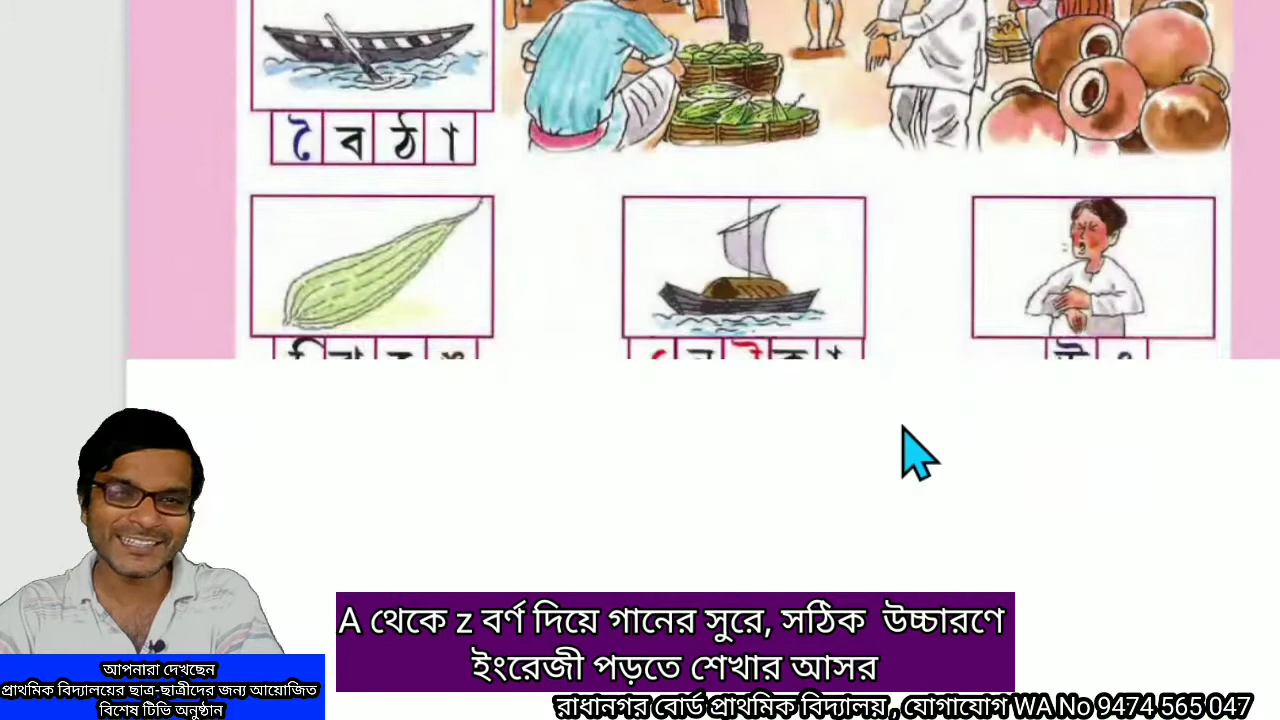 বৈঠা
A থেকে z বর্ণ দিয়ে গানের সুরে, সঠিক উচ্চারণে
ইংরেজী পড়তে শেখার আসর
আপনারা দেখছেন
প্রাথমিক বিদ্যালয়ের ছাত্র-ছাত্রীদের জন্য আয়োজিত
বিশেষ টিভি অনুষ্ঠান
রাধানগর বোর্ড প্রাথমিক বিদ্যালয় , যোগাযোগ WA No 9474 565 047